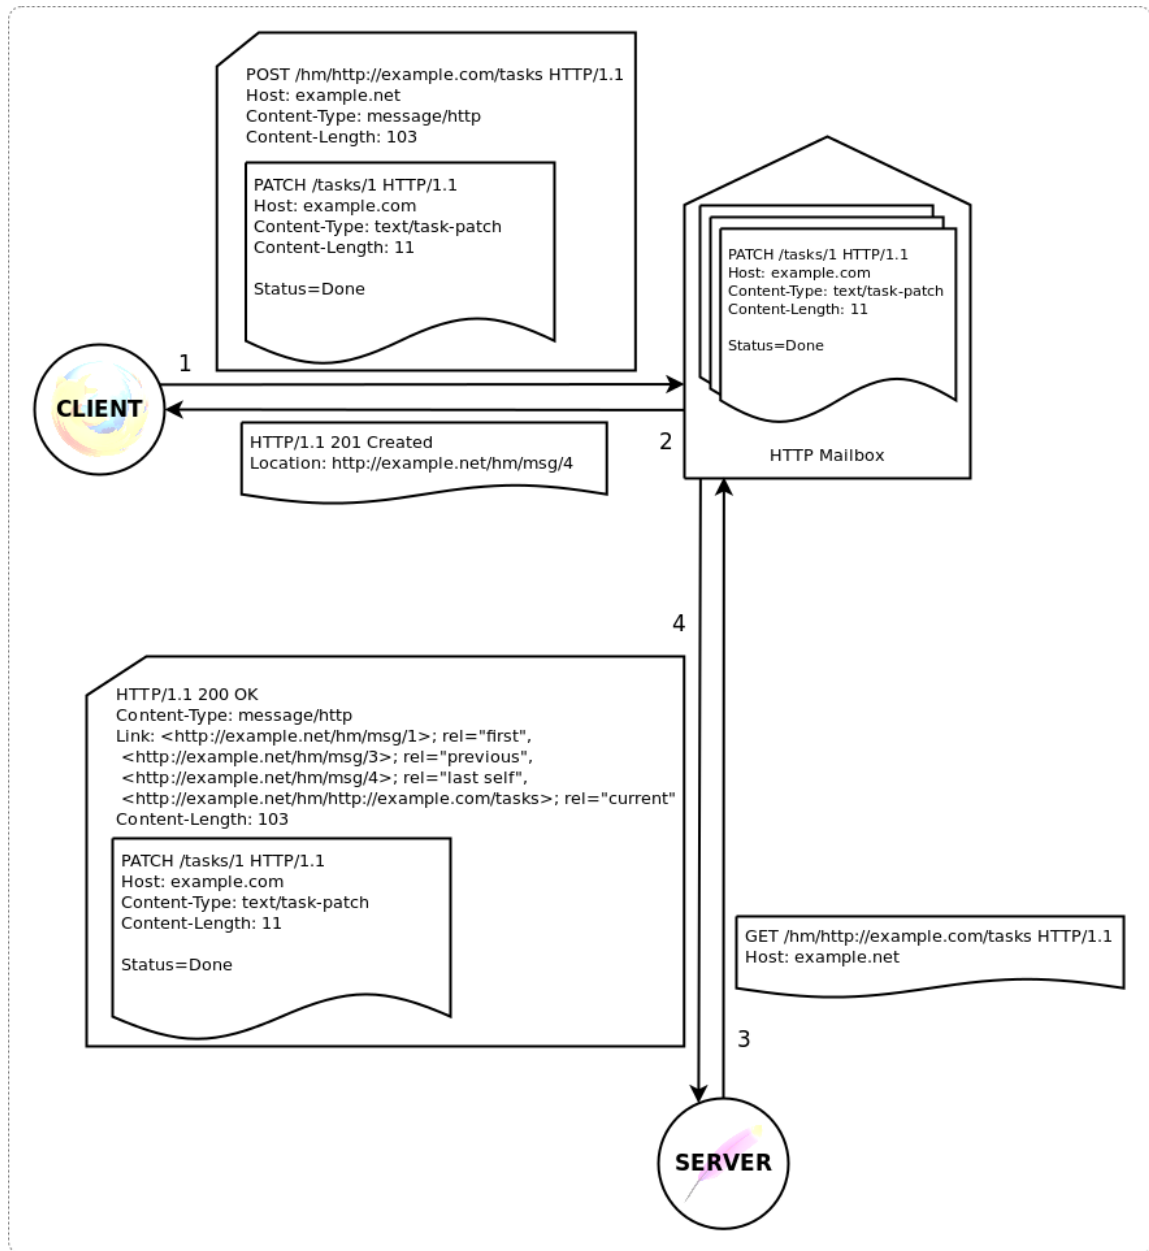 POST /hm/http://example.com/tasks HTTP/1.1
Host: example.net
Content-Type: message/http
Content-Length: 103
PATCH /tasks/1 HTTP/1.1
Host: example.com
Content-Type: text/task-patch
Content-Length: 11
Status=Done
PATCH /tasks/1 HTTP/1.1
Host: example.com
Content-Type: text/task-patch
Content-Length: 11
Status=Done
HTTP Mailbox
1
CLIENT
2
HTTP/1.1 201 Created
Location: http://example.net/hm/msg/4
4
HTTP/1.1 200 OK
Content-Type: message/http
Link: <http://example.net/hm/msg/1>; rel="first",
<http://example.net/hm/msg/3>; rel="previous",
<http://example.net/hm/msg/4>; rel="last self",
<http://example.net/hm/http://example.com/tasks>; rel="current"
Content-Length: 103
PATCH /tasks/1 HTTP/1.1
Host: example.com
Content-Type: text/task-patch
Content-Length: 11
Status=Done
GET /hm/http://example.com/tasks HTTP/1.1
Host: example.net
3
SERVER